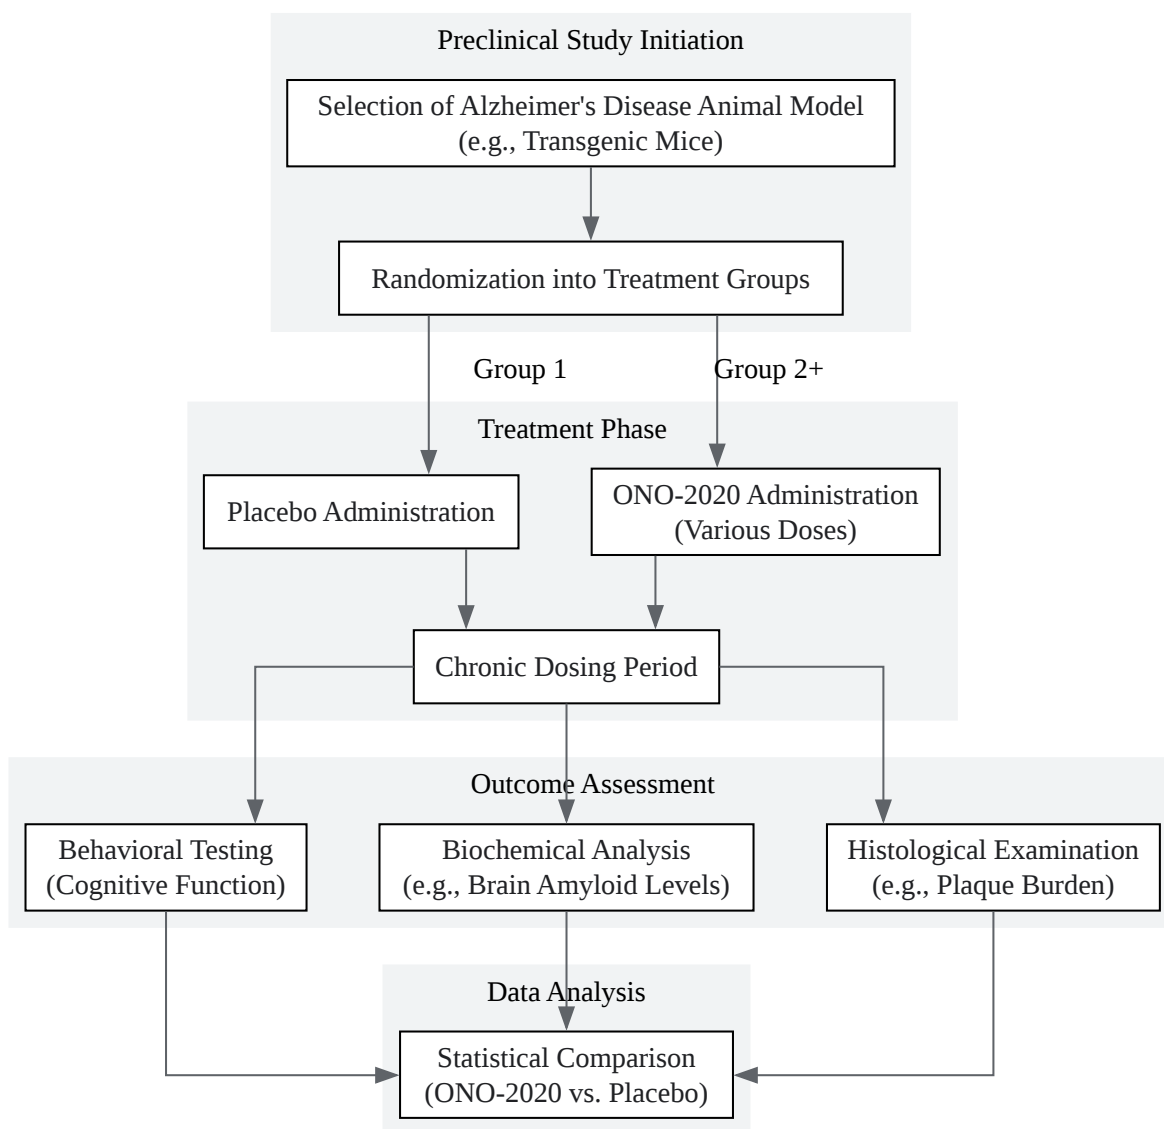 Preclinical Study Initiation
Selection of Alzheimer's Disease Animal Model
(e.g., Transgenic Mice)
Randomization into Treatment Groups
Group 1
Group 2+
Treatment Phase
Placebo Administration
ONO-2020 Administration
(Various Doses)
Chronic Dosing Period
Outcome Assessment
Behavioral Testing
(Cognitive Function)
Biochemical Analysis
(e.g., Brain Amyloid Levels)
Histological Examination
(e.g., Plaque Burden)
Data Analysis
Statistical Comparison
(ONO-2020 vs. Placebo)